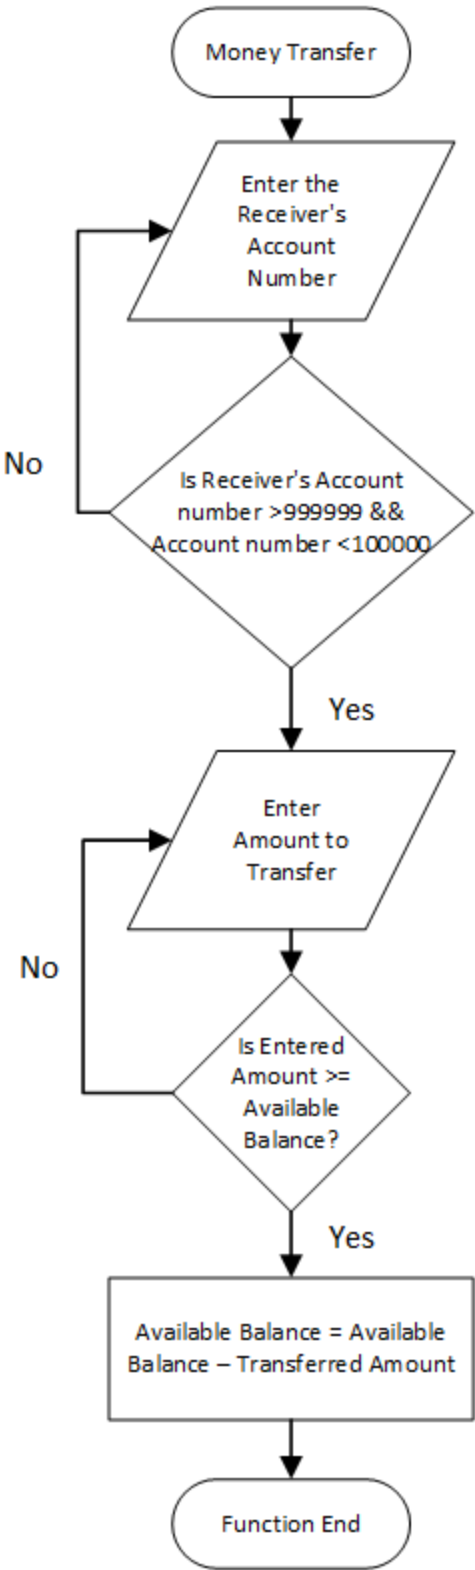 Money Transfer
Enter the
Receiver's
Account
Number
No
Is Receiver's Account
number >999999 &&
Account number <100000
Yes
Enter
Amount to
Transfer
No
Is Entered
Amount >=
Available
Balance?
Yes
Available Balance = Available
Balance – Transferred Amount
Function End